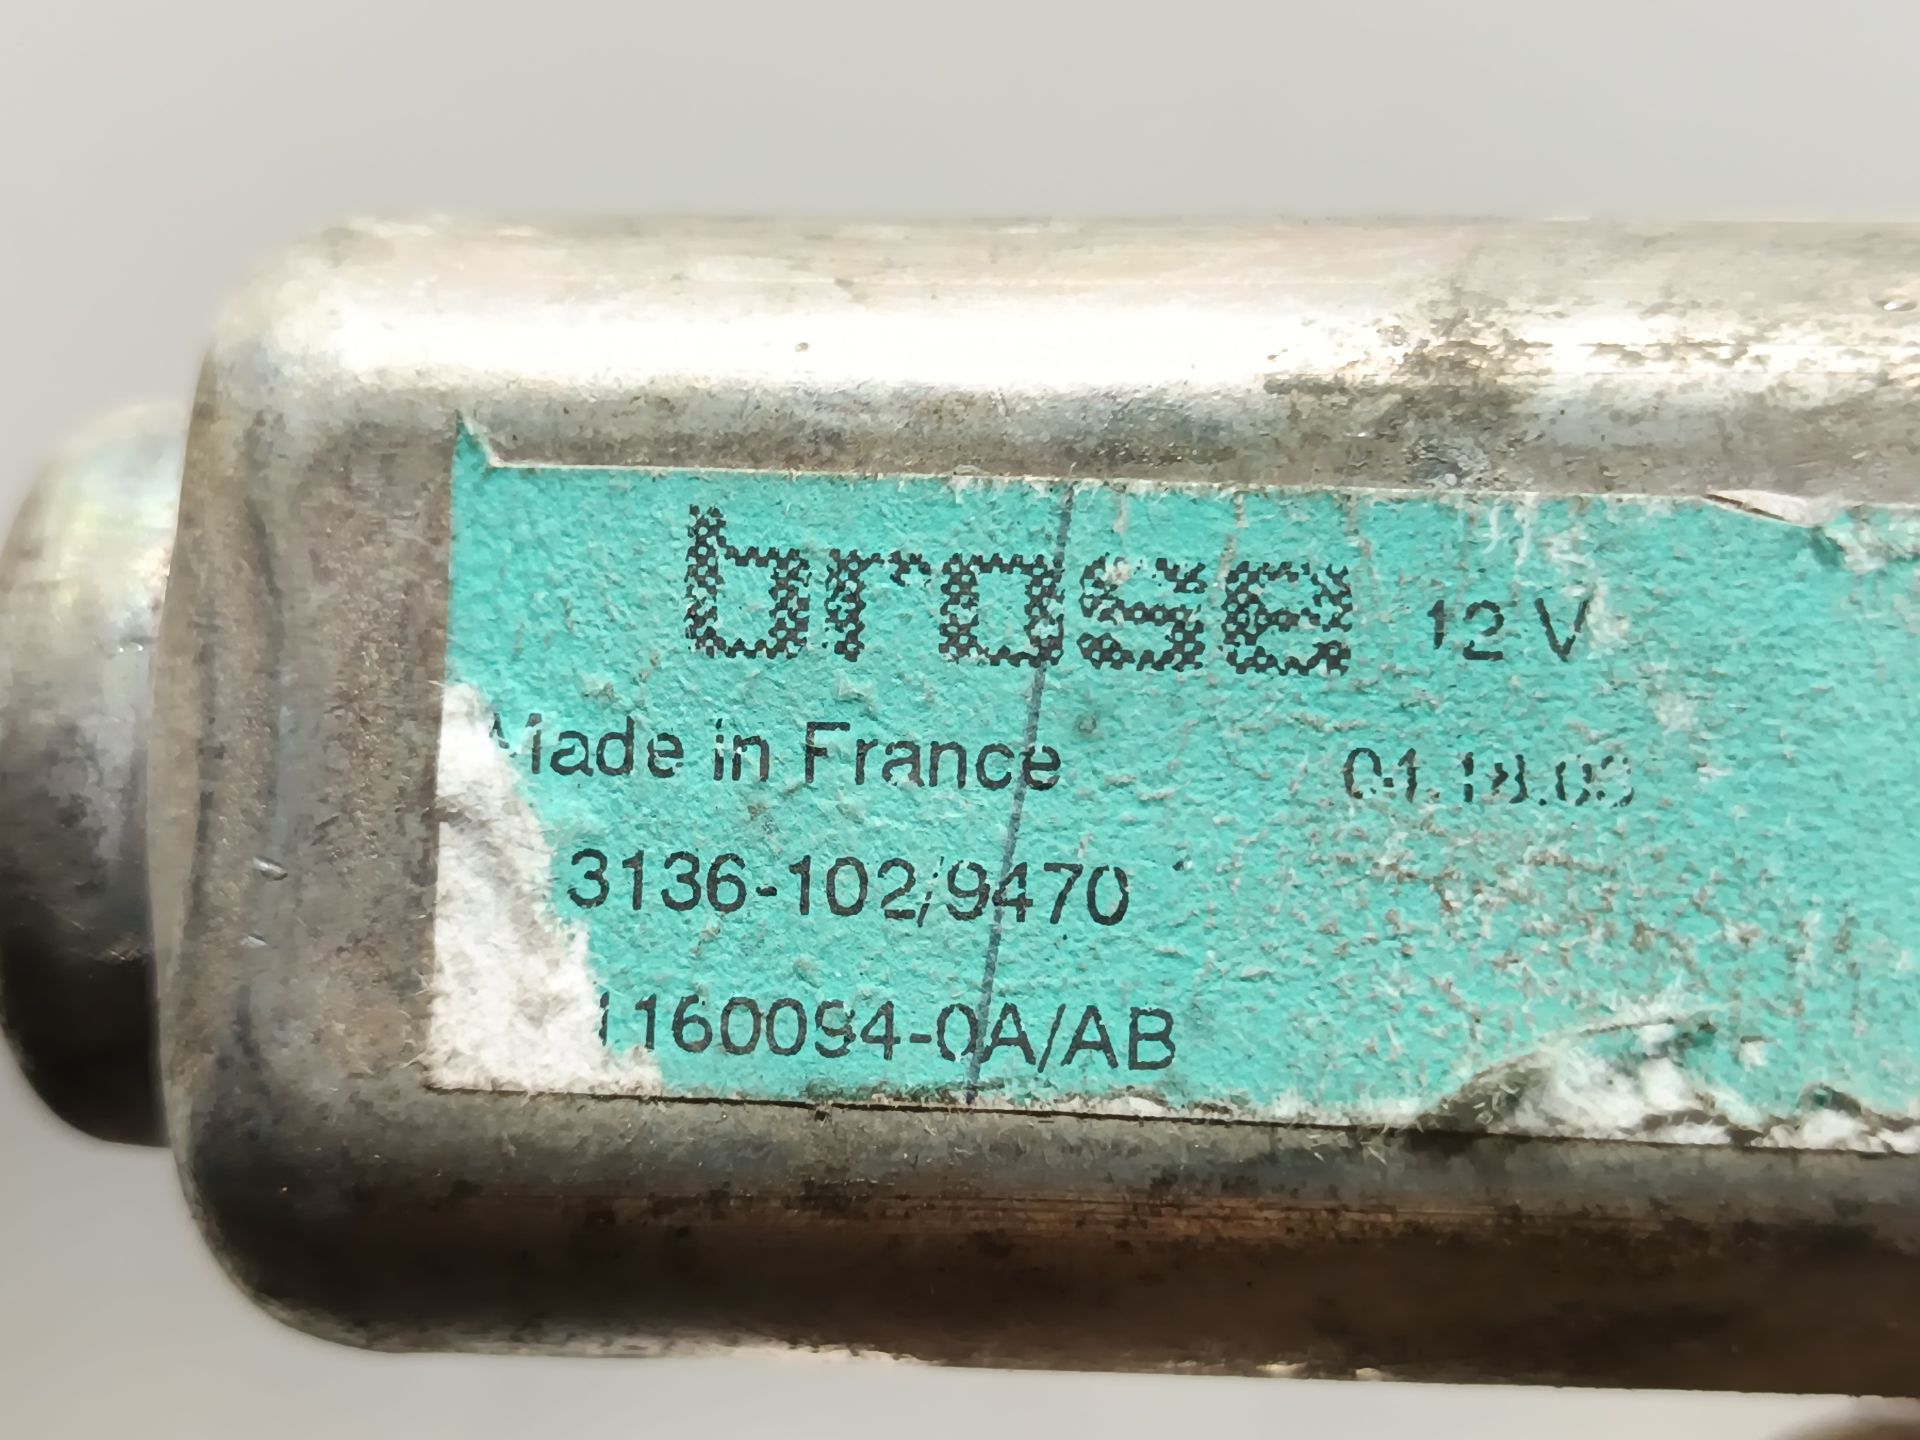 brose 12 V
Made in France
3136-102/9470
1160094-0A/AB